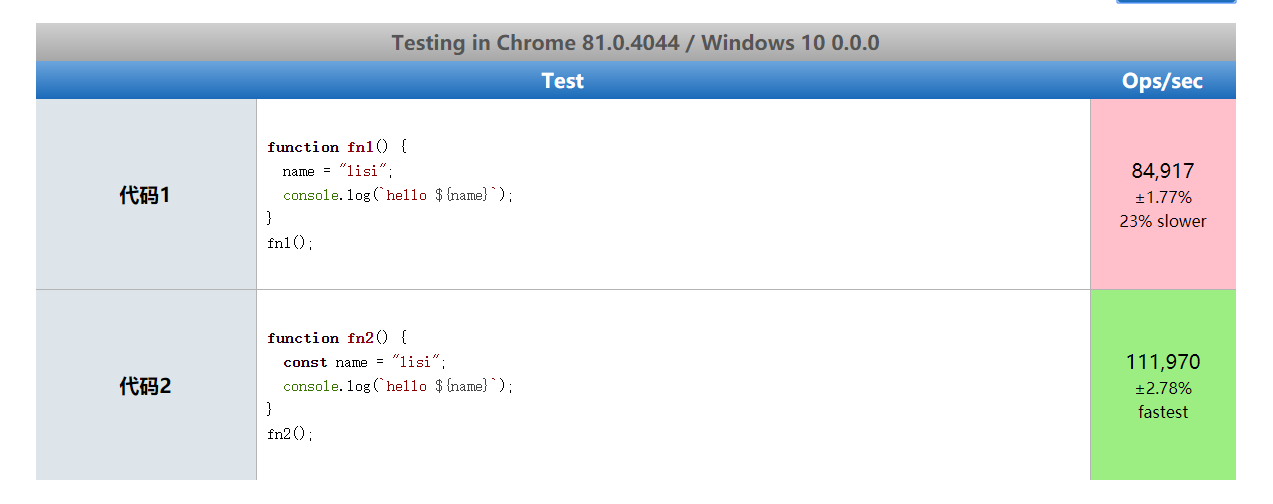 Testing in Chrome 81.0.4044 / Windows 10 0.0.0
Test Ops/sec
代码1
function fn1() {
  name = "lisi";
  console.log(`hello ${name}`);
}
fn1();
84,917
±1.77%
23% slower
代码2
function fn2() {
  const name = "lisi";
  console.log(`hello ${name}`);
}
fn2();
111,970
±2.78%
fastest